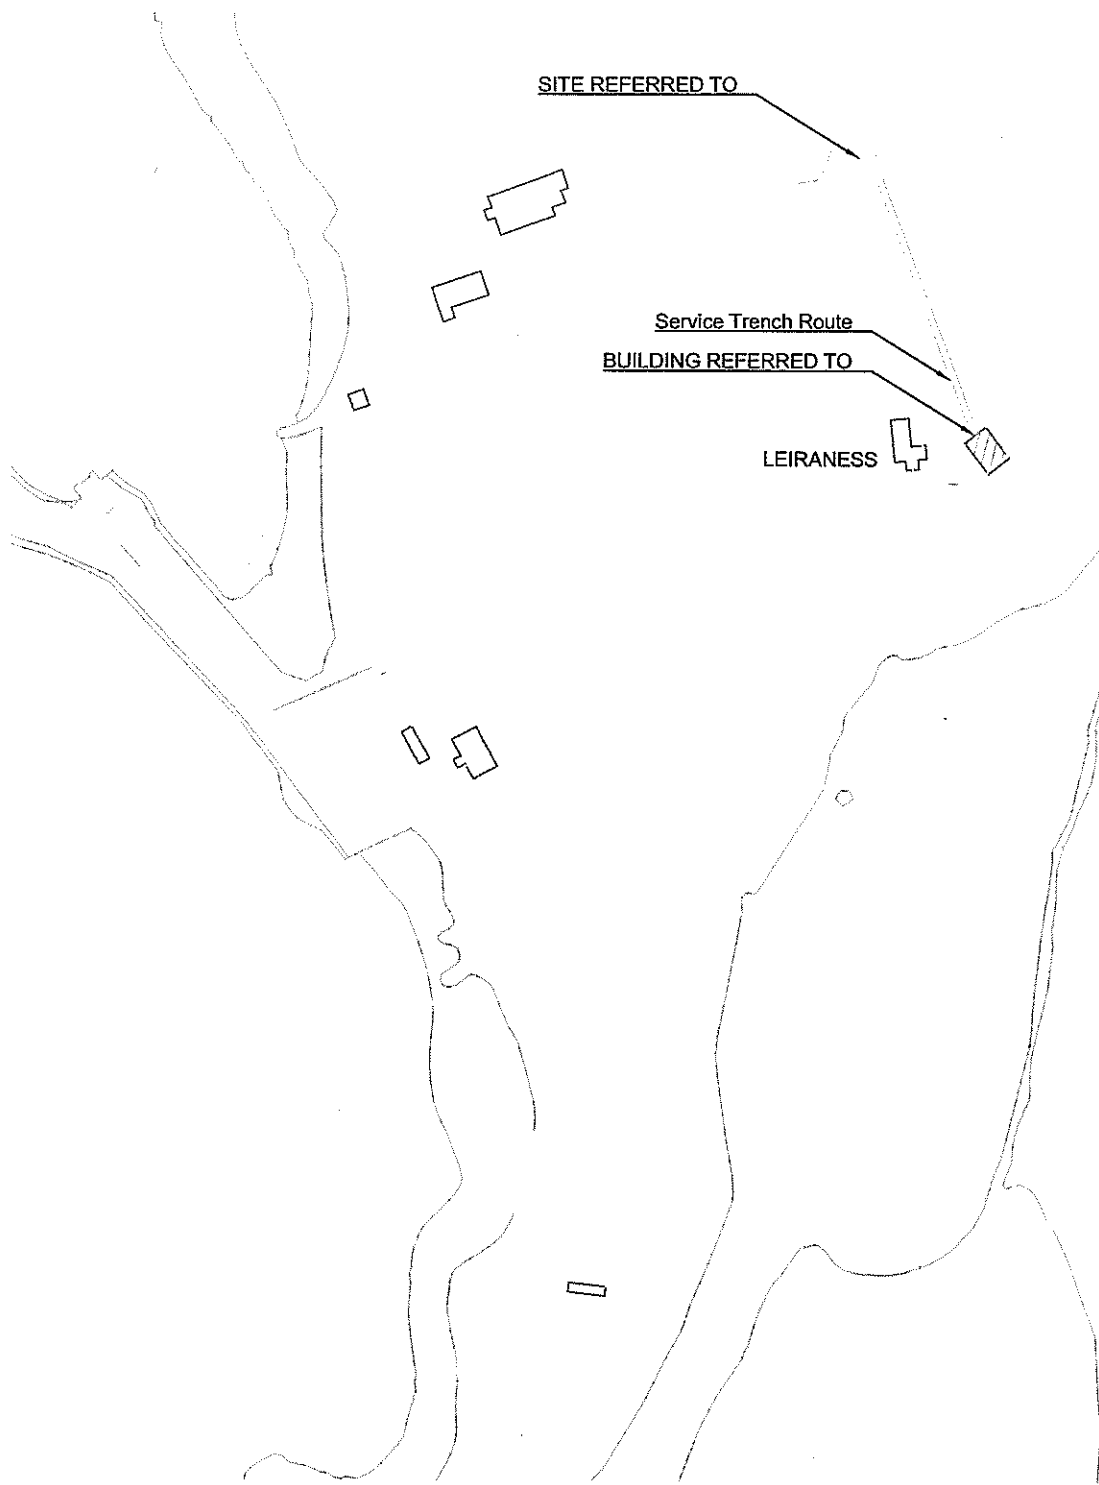 SITE REFERRED TO
Service Trench Route
BUILDING REFERRED TO
LEIRANESS